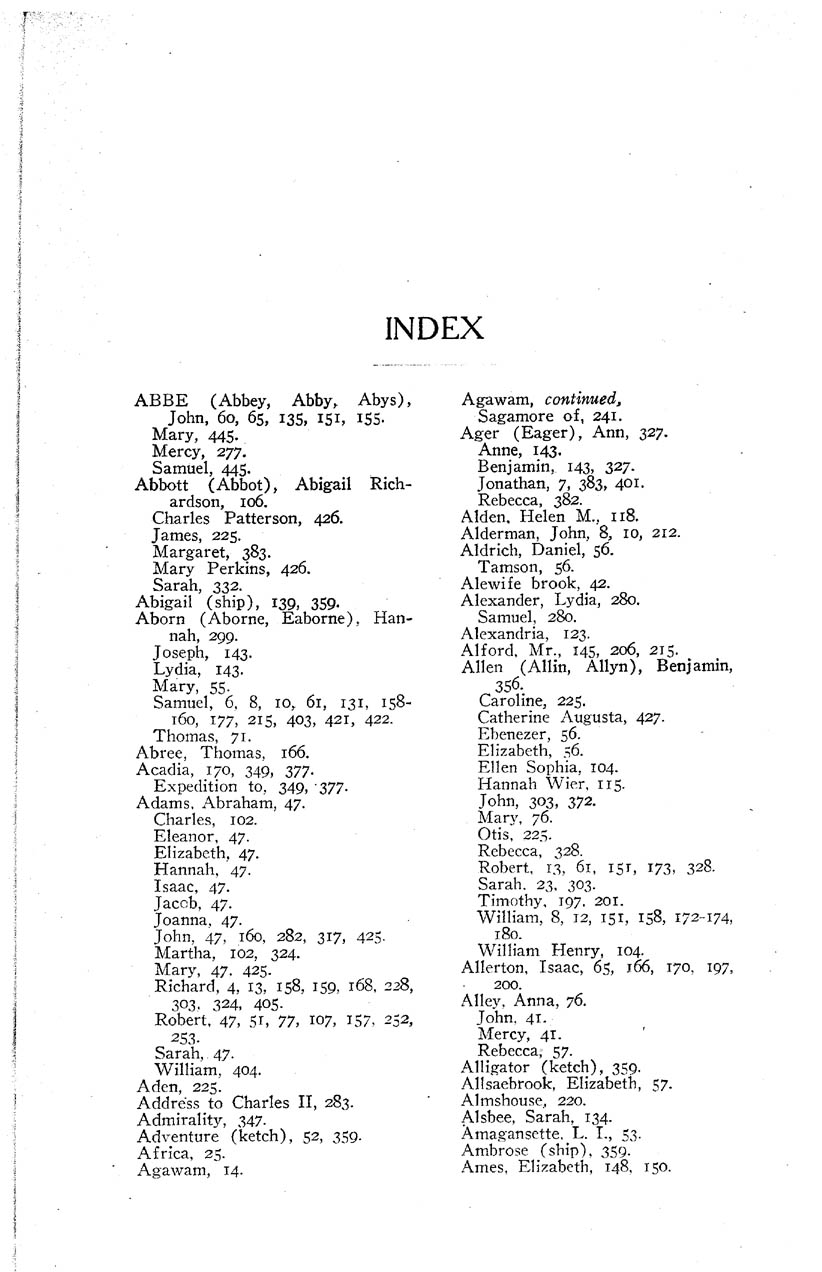 INDEX
ABBE (Abbey, Abby, Abys),
John, 60, 65, 135, 151, 155.
Mary, 445.
Mercy, 277.
Samuel, 445.
Abbott (Abbot), Abigail Rich-
ardson, 106.
Charles Patterson, 426.
James, 225.
Margaret, 383.
Mary Perkins, 426.
Sarah, 332.
Abigail (ship), 139, 359.
Aborn (Aborne, Eaborne), Han-
nah, 299.
Joseph, 143.
Lydia, 143.
Mary, 55.
Samuel, 6, 8, 10, 61, 131, 158-
160, 177, 215, 403, 421, 422.
Thomas, 71.
Abree, Thomas, 166.
Acadia, 170, 349, 377.
Expedition to, 349, 377.
Adams, Abraham, 47.
Charles, 102.
Eleanor, 47.
Elizabeth, 47.
Hannah, 47.
Isaac, 47.
Jacob, 47.
Joanna, 47.
John, 47, 160, 282, 317, 425.
Martha, 102, 324.
Mary, 47, 425.
Richard, 4, 13, 158, 159, 168, 228,
303, 324, 405.
Robert, 47, 51, 77, 107, 157, 252,
253.
Sarah, 47.
William, 404.
Aden, 225.
Address to Charles II, 283.
Admirality, 347.
Adventure (ketch), 52, 359.
Africa, 25.
Agawam, 14.
Agawam, continued,
Sagamore of, 241.
Ager (Eager), Ann, 327.
Anne, 143.
Benjamin, 143, 327.
Jonathan, 7, 383, 401.
Rebecca, 382.
Alden, Helen M., 118.
Alderman, John, 8, 10, 212.
Aldrich, Daniel, 56.
Tamson, 56.
Alewife brook, 42.
Alexander, Lydia, 280.
Samuel, 280.
Alexandria, 123.
Alford, Mr., 145, 206, 215.
Allen (Allin, Allyn), Benjamin,
356.
Caroline, 225.
Catherine Augusta, 427.
Ebenezer, 56.
Elizabeth, 56.
Ellen Sophia, 104.
Hannah Wier, 115.
John, 303, 372.
Mary, 76.
Otis, 225.
Rebecca, 328.
Robert, 13, 61, 151, 173, 328.
Sarah, 23, 303.
Timothy, 197, 201.
William, 8, 12, 151, 158, 172-174,
180.
William Henry, 104.
Allerton, Isaac, 65, 166, 170, 197,
200.
Alley, Anna, 76.
John, 41.
Mercy, 41.
Rebecca, 57.
Alligator (ketch), 359.
Allsaebrook, Elizabeth, 57.
Almshouse, 220.
Alsbee, Sarah, 134.
Amagansette, L. I., 53.
Ambrose (ship), 359.
Ames, Elizabeth, 148, 150.